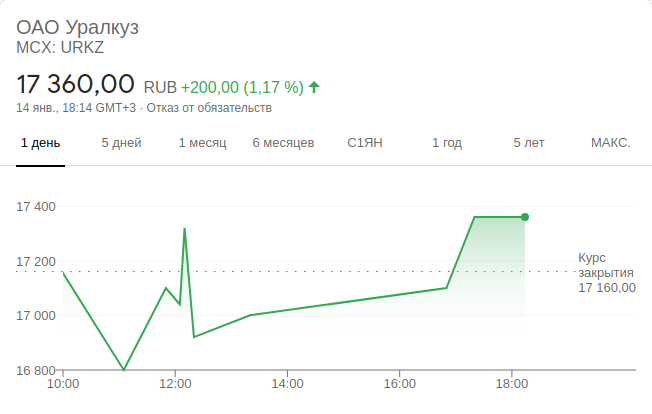 ОАО Уралкуз
MCX: URKZ
17 360,00 RUB +200,00 (1,17 %)
14 янв., 18:14 GMT+3 · Отказ от обязательств
1 день 5 дней 1 месяц 6 месяцев С1ЯН 1 год 5 лет МАКС.
17 400
17 200
17 000
16 800
Курс
закрытия
17 160,00
10:00 12:00 14:00 16:00 18:00